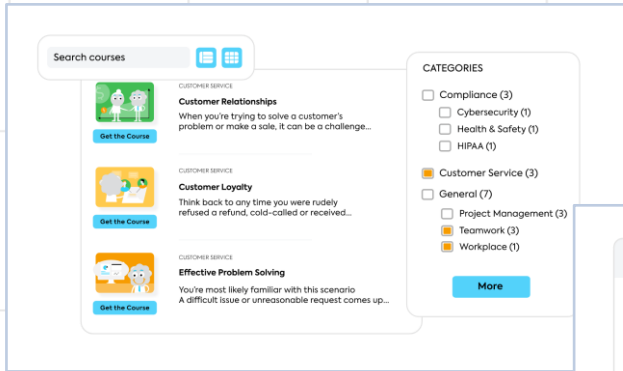 Search courses
CUSTOMER SERVICE
Customer Relationships
When you're trying to solve a customer's
problem or make a sale, it can be a challenge...
Get the Course
CUSTOMER SERVICE
Customer Loyalty
Think back to any time you were rudely
refused a refund, cold-called or received...
Get the Course
CUSTOMER SERVICE
Effective Problem Solving
You're most likely familiar with this scenario
A difficult issue or unreasonable request comes up...
Get the Course
CATEGORIES
Compliance (3)
Cybersecurity (1)
Health & Safety (1)
HIPAA (1)
Customer Service (3)
General (7)
Project Management (3)
Teamwork (3)
Workplace (1)
More